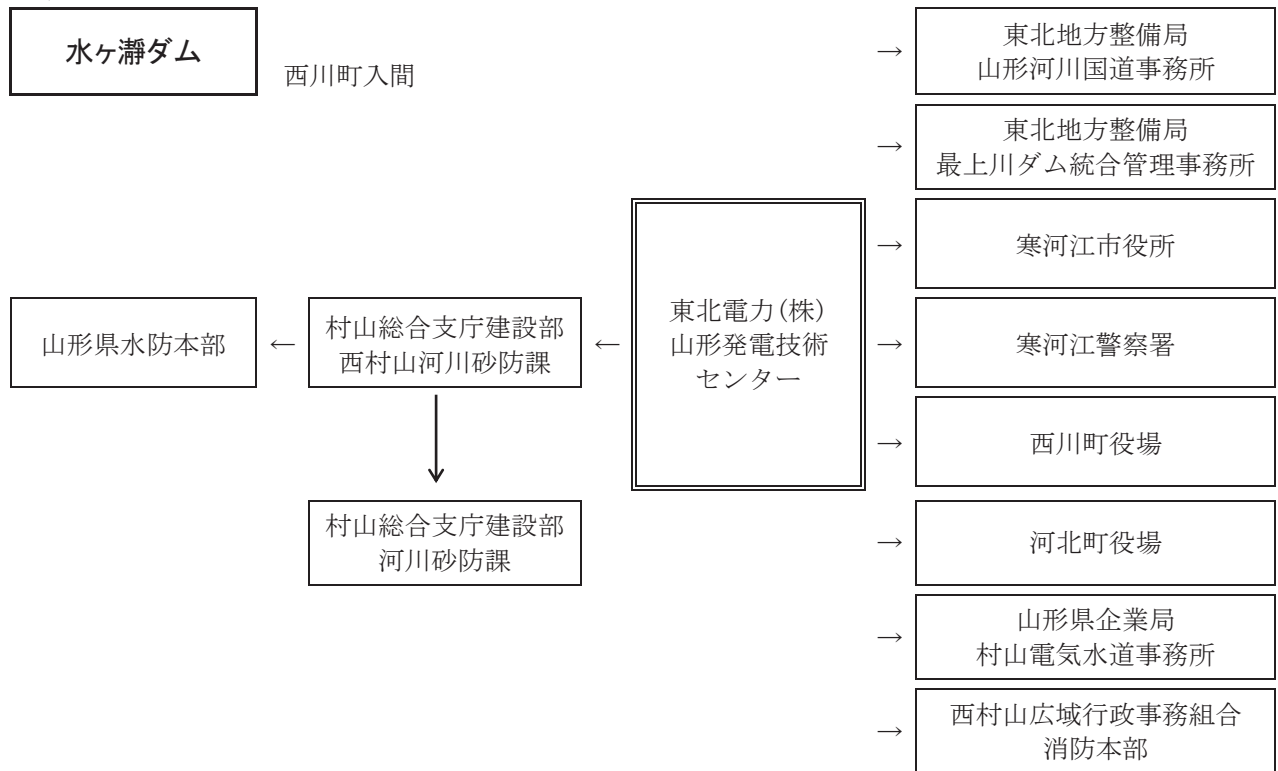 水ヶ瀞ダム
西川町入間
→
東北地方整備局
山形河川国道事務所
→
東北地方整備局
最上川ダム統合管理事務所
→
寒河江市役所
山形県水防本部
←
村山総合支庁建設部
西村山河川砂防課
←
東北電力(株)
山形発電技術
センター
→
寒河江警察署
→
西川町役場
村山総合支庁建設部
河川砂防課
→
河北町役場
→
山形県企業局
村山電気水道事務所
→
西村山広域行政事務組合
消防本部